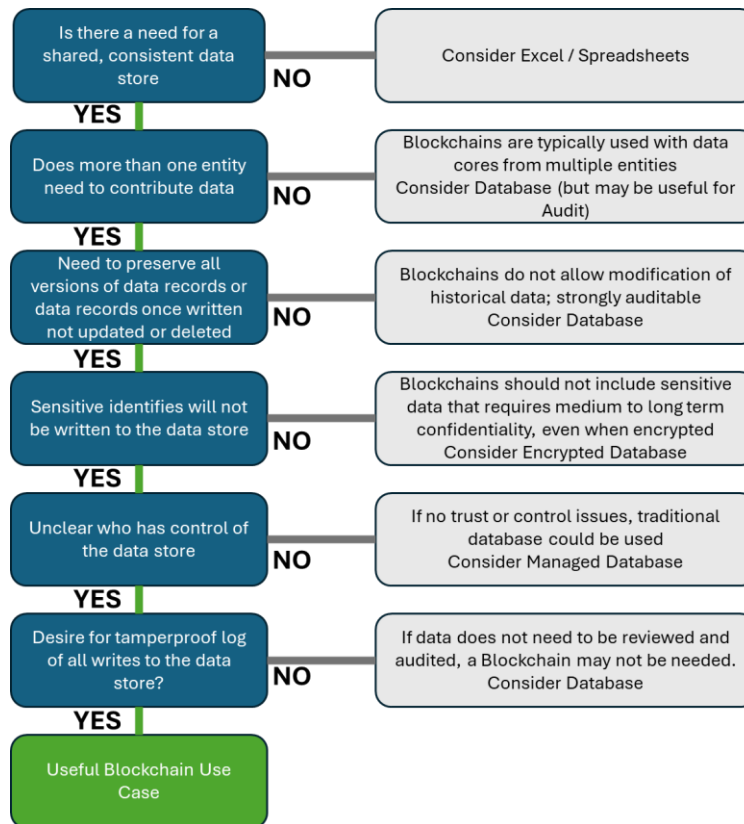 Is there a need for a
shared, consistent data
store
NO
Consider Excel / Spreadsheets
YES
Does more than one entity
need to contribute data
NO
Blockchains are typically used with data
cores from multiple entities
Consider Database (but may be useful for
Audit)
YES
Need to preserve all
versions of data records or
data records once written
not updated or deleted
NO
Blockchains do not allow modification of
historical data; strongly auditable
Consider Database
YES
Sensitive identifies will not
be written to the data store
NO
Blockchains should not include sensitive
data that requires medium to long term
confidentiality, even when encrypted
Consider Encrypted Database
YES
Unclear who has control of
the data store
NO
If no trust or control issues, traditional
database could be used
Consider Managed Database
YES
Desire for tamperproof log
of all writes to the data
store?
NO
If data does not need to be reviewed and
audited, a Blockchain may not be needed.
Consider Database
YES
Useful Blockchain Use
Case